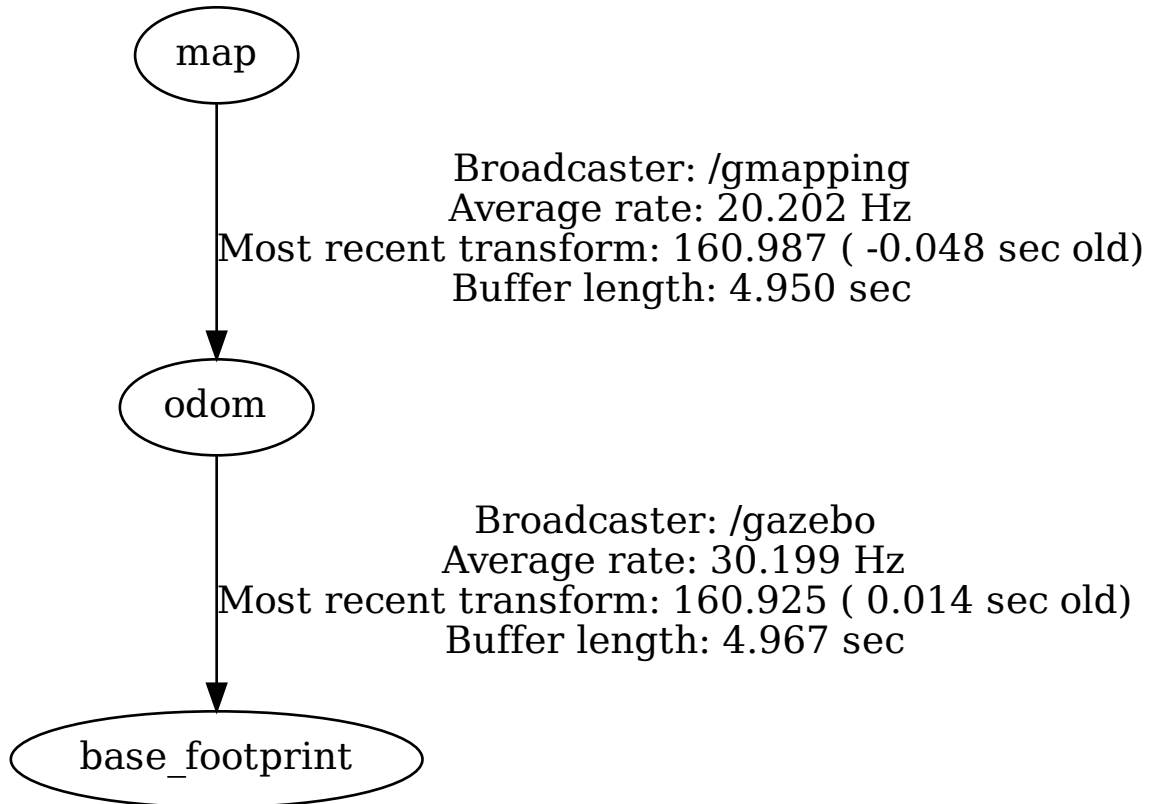 map
Broadcaster: /gmapping
Average rate: 20.202 Hz
Most recent transform: 160.987 ( -0.048 sec old)
Buffer length: 4.950 sec
odom
Broadcaster: /gazebo
Average rate: 30.199 Hz
Most recent transform: 160.925 ( 0.014 sec old)
Buffer length: 4.967 sec
base_footprint